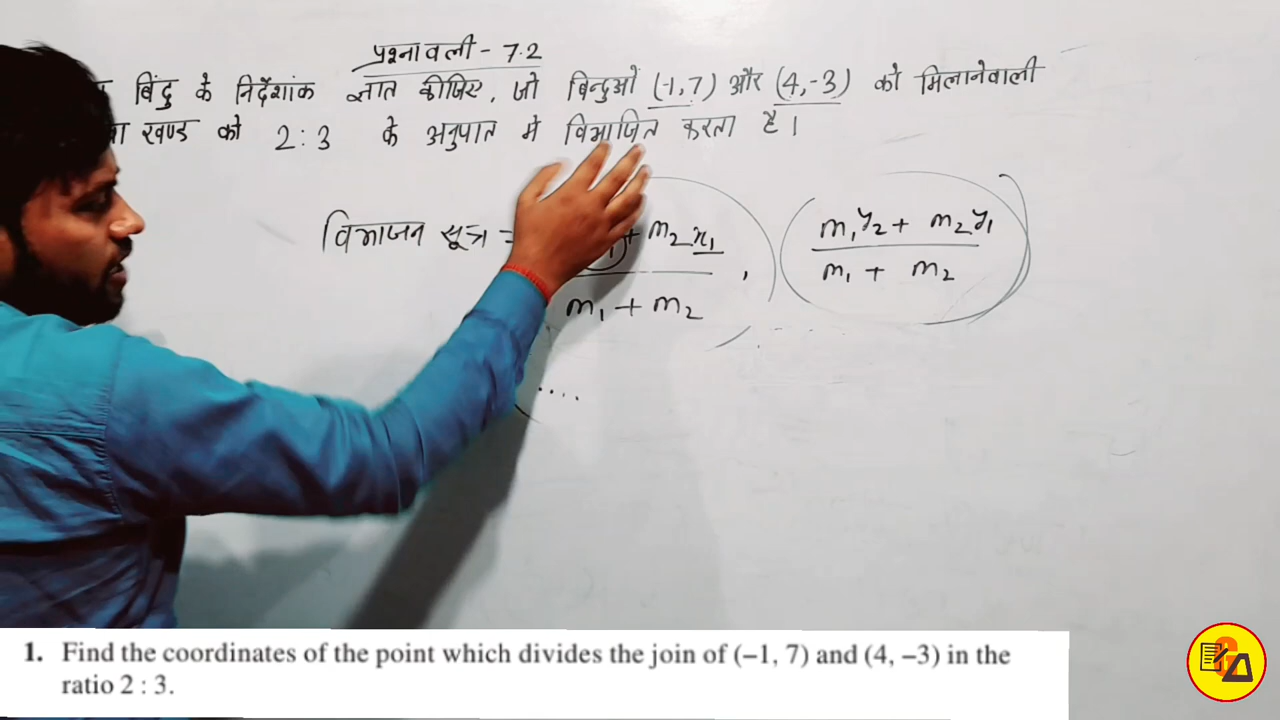 प्रश्नावली - 7.2
बिंदु के निर्देशांक ज्ञात कीजिए, जो बिन्दुओं (-1,7) और (4,-3) को मिलानेवाली
खण्ड को 2:3 के अनुपात में विभाजित करता है।
विभाजन सूत्र = + m₂x₁ / m₁ + m₂ , ( m₁y₂ + m₂y₁ / m₁ + m₂ )
1. Find the coordinates of the point which divides the join of (–1, 7) and (4, –3) in the
ratio 2 : 3.